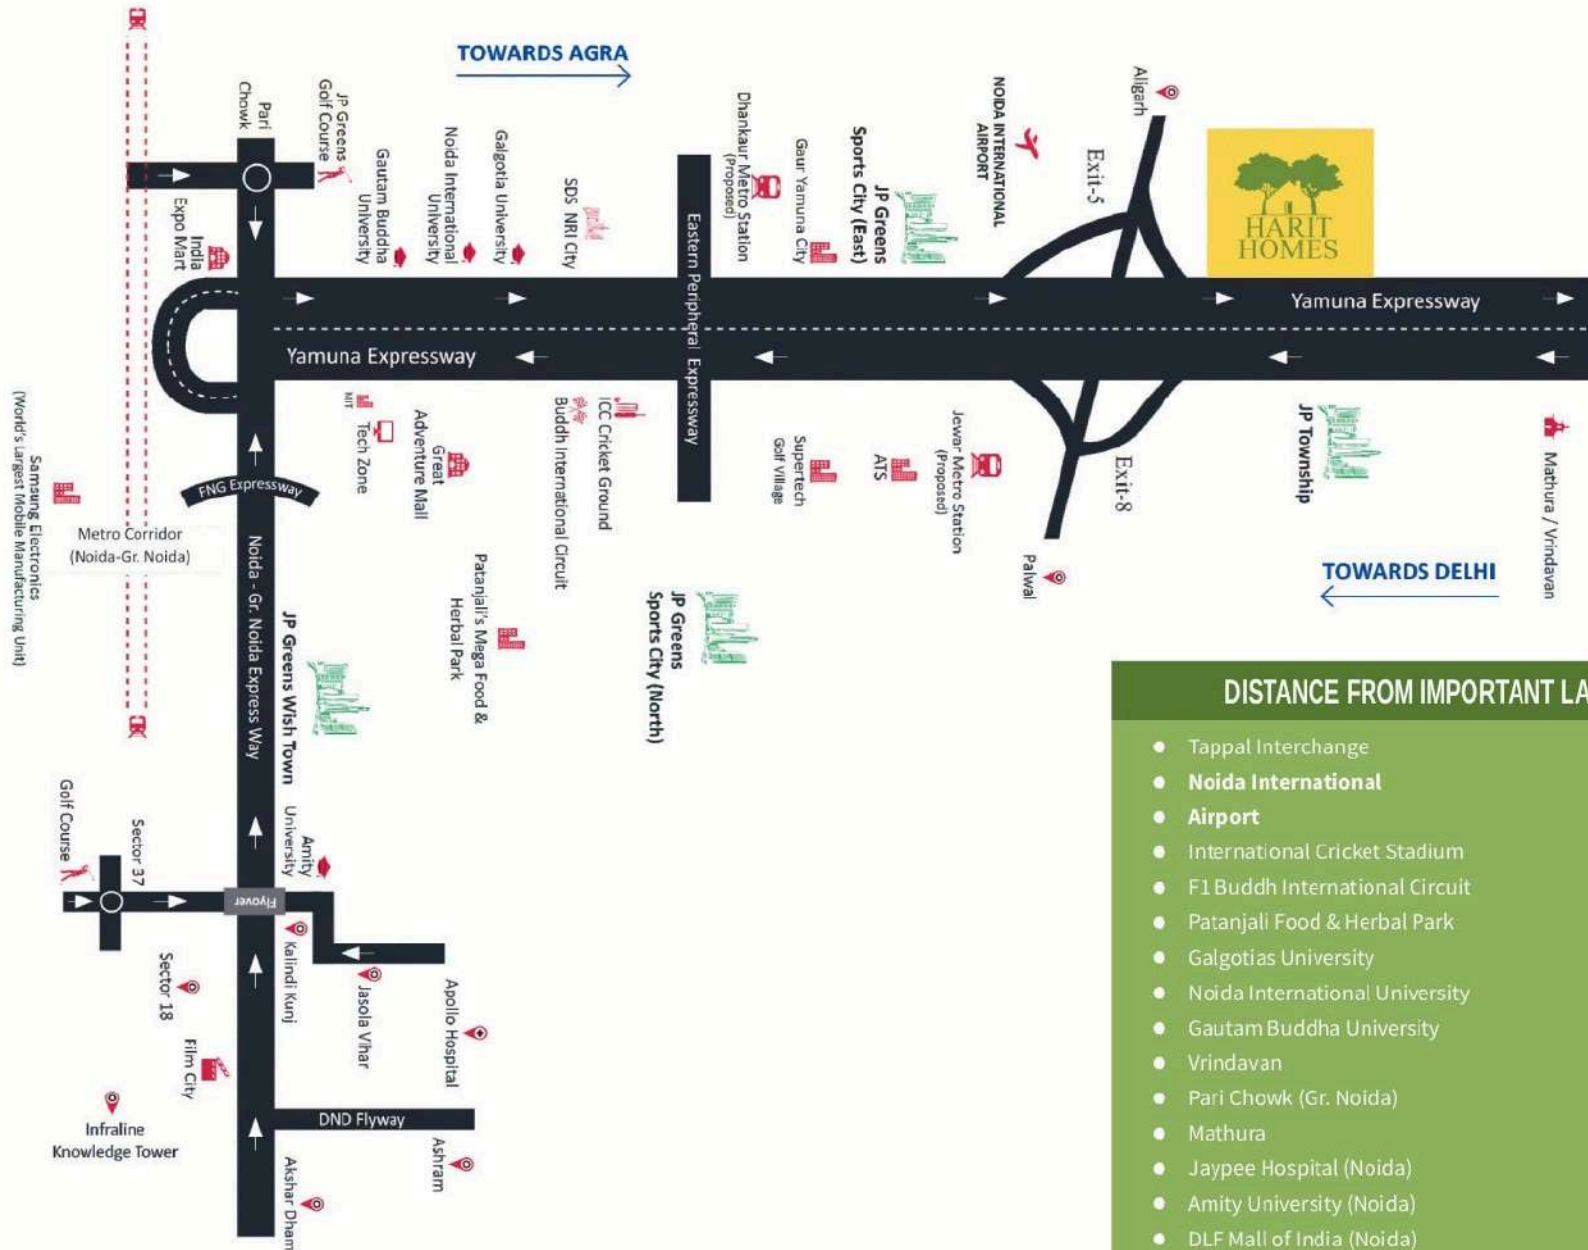 TOWARDS AGRA
Pari
Chowk
JP Greens
Golf Course
India
Expo Mart
Gautam Buddha
University
Noida International
University
Galgotia University
SDS NRI City
Eastern Peripheral Expressway
Dhankaur Metro Station
(Proposed)
Gaur Yamuna City
JP Greens
Sports City (East)
NOIDA INTERNATIONAL
AIRPORT
Exit-5
Aligarh
HARIT
HOMES
Yamuna Expressway
Yamuna Expressway
NIT
Tech Zone
Great
Adventure Mall
Buddh International Circuit
ICC Cricket Ground
Supertech
Golf Village
ATS
Jewar Metro Station
(Proposed)
Exit-8
Palwal
JP Township
Mathura / Vrindavan
TOWARDS DELHI
Samsung Electronics
(World's Largest Mobile Manufacturing Unit)
Metro Corridor
(Noida-Gr. Noida)
FNG Expressway
Noida - Gr. Noida Express Way
JP Greens Wish Town
Patanjali's Mega Food &
Herbal Park
JP Greens
Sports City (North)
Golf Course
Sector 37
Amity
University
Flyover
Kalindi Kunj
Sector 18
Jasola Vihar
Apollo Hospital
Film City
Infraline
Knowledge Tower
DND Flyway
Ashram
Akshar Dham
DISTANCE FROM IMPORTANT LA
Tappal Interchange
Noida International
Airport
International Cricket Stadium
F1 Buddh International Circuit
Patanjali Food & Herbal Park
Galgotias University
Noida International University
Gautam Buddha University
Vrindavan
Pari Chowk (Gr. Noida)
Mathura
Jaypee Hospital (Noida)
Amity University (Noida)
DLF Mall of India (Noida)